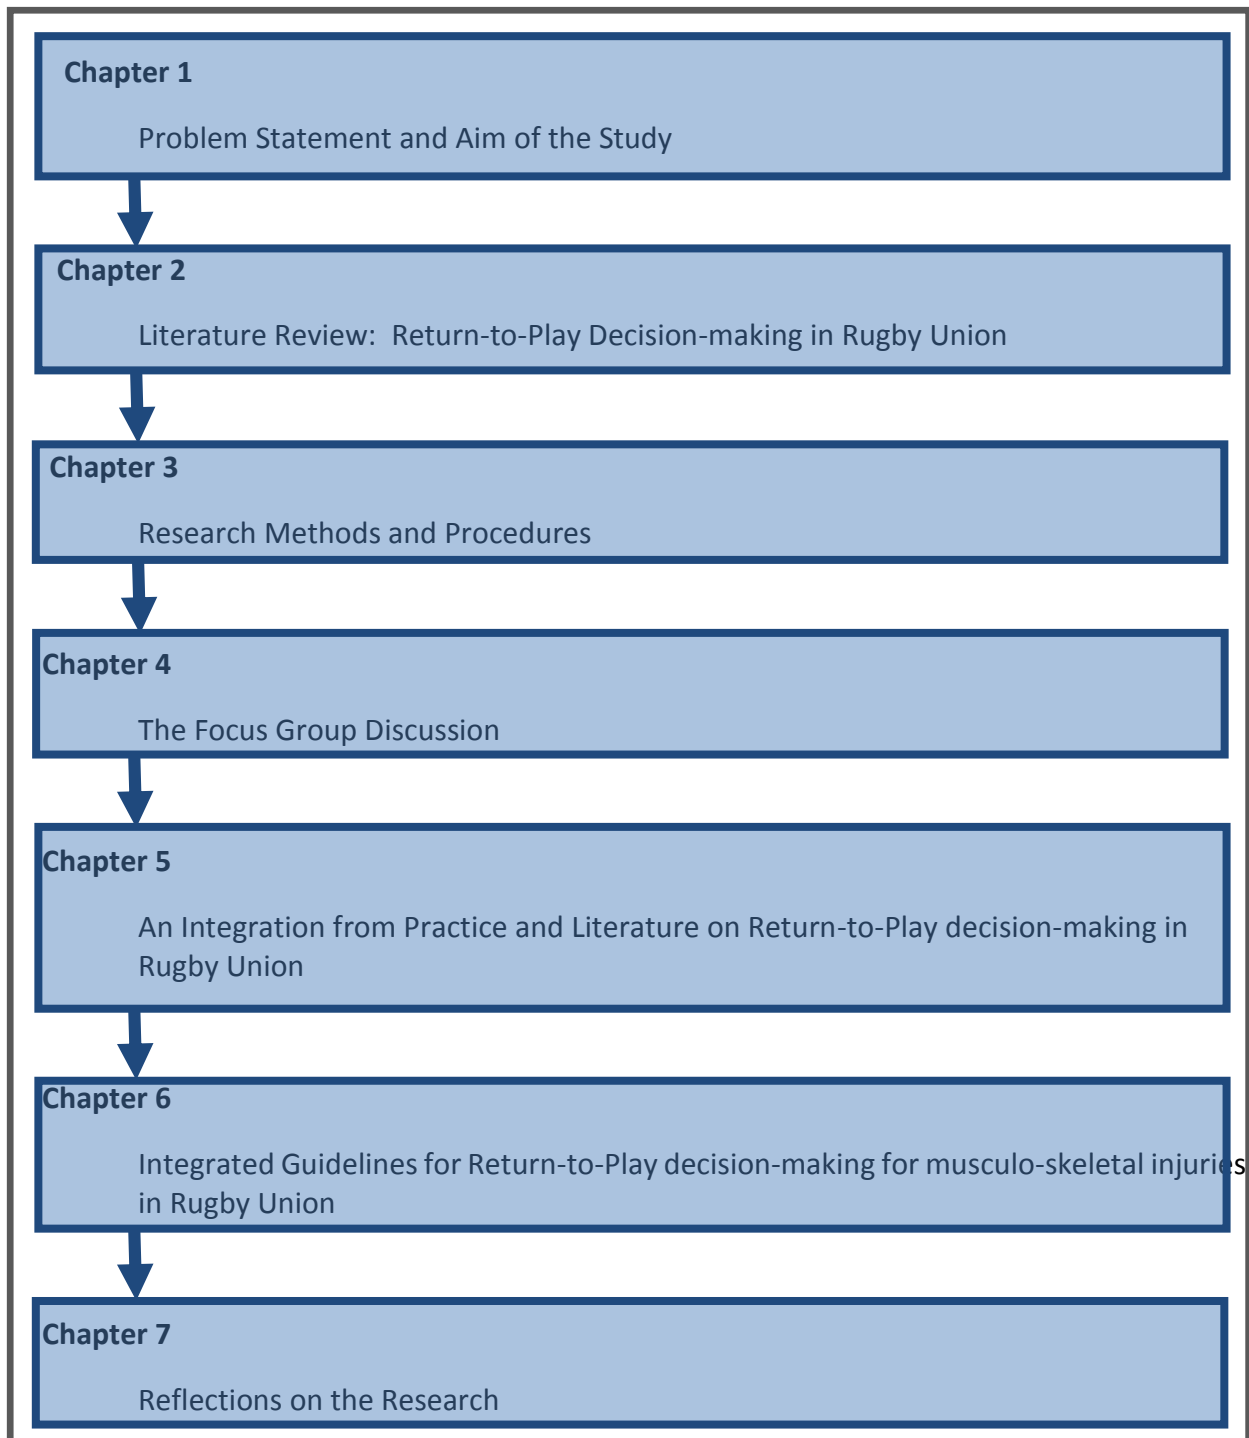 Chapter 1
Problem Statement and Aim of the Study
Chapter 2
Literature Review:  Return-to-Play Decision-making in Rugby Union
Chapter 3
Research Methods and Procedures
Chapter 4
The Focus Group Discussion
Chapter 5
An Integration from Practice and Literature on Return-to-Play decision-making in
Rugby Union
Chapter 6
Integrated Guidelines for Return-to-Play decision-making for musculo-skeletal injuries
in Rugby Union
Chapter 7
Reflections on the Research